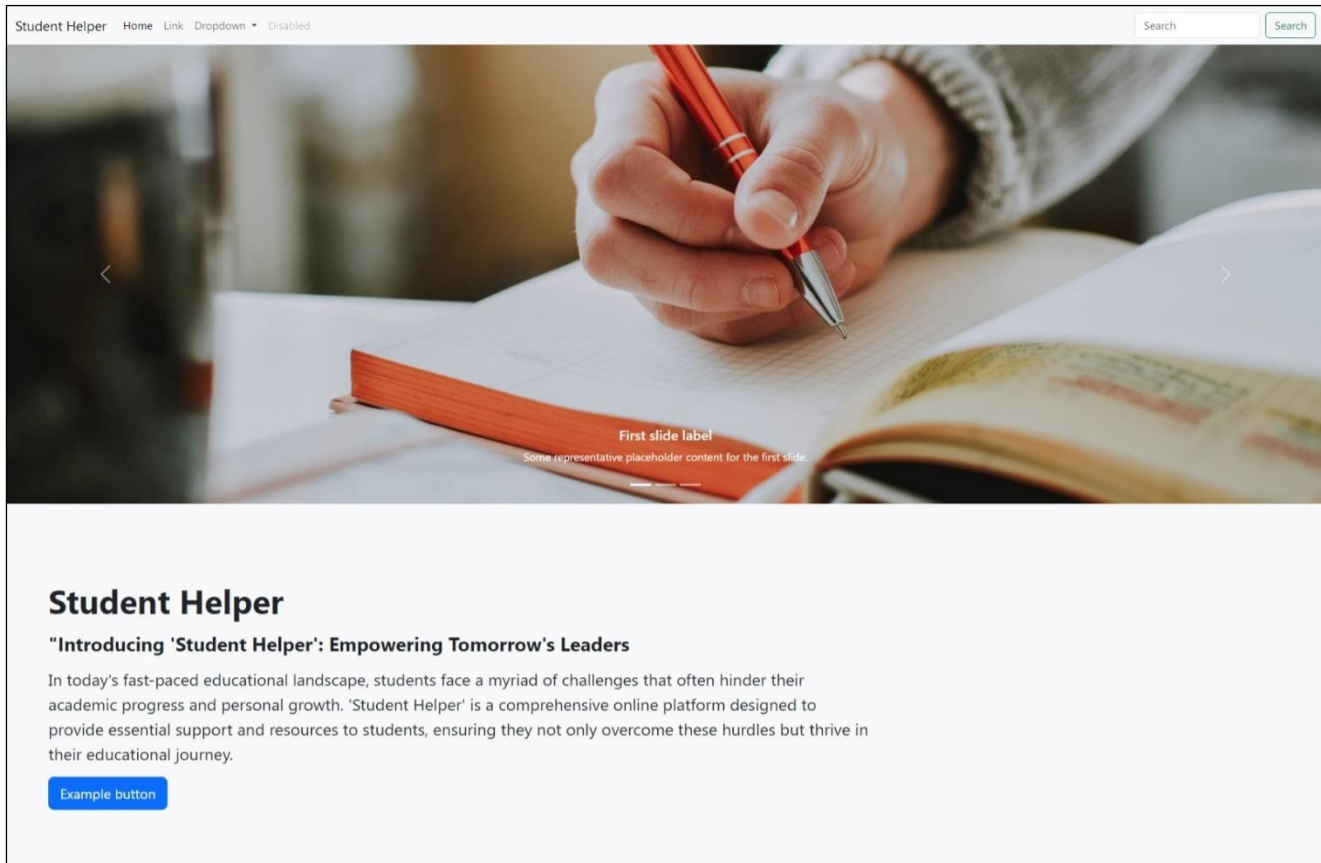 Student Helper Home Link Dropdown Disabled Search Search
First slide label
Some representative placeholder content for the first slide.
Student Helper
"Introducing 'Student Helper': Empowering Tomorrow's Leaders
In today's fast-paced educational landscape, students face a myriad of challenges that often hinder their
academic progress and personal growth. 'Student Helper' is a comprehensive online platform designed to
provide essential support and resources to students, ensuring they not only overcome these hurdles but thrive in
their educational journey.
Example button